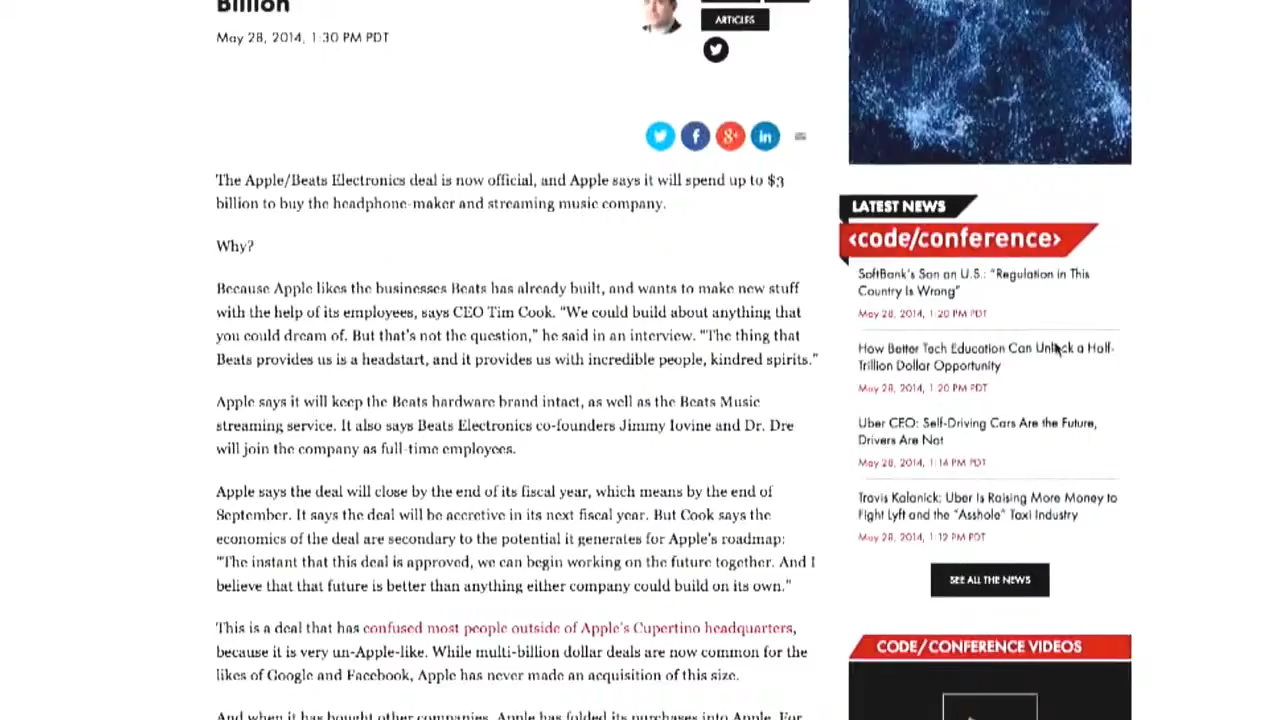 Billion
May 28, 2014, 1:30 PM PDT
ARTICLES
The Apple/Beats Electronics deal is now official, and Apple says it will spend up to $3
billion to buy the headphone-maker and streaming music company.
Why?
Because Apple likes the businesses Beats has already built, and wants to make new stuff
with the help of its employees, says CEO Tim Cook. “We could build about anything that
you could dream of. But that’s not the question,” he said in an interview. “The thing that
Beats provides us is a headstart, and it provides us with incredible people, kindred spirits.”
Apple says it will keep the Beats hardware brand intact, as well as the Beats Music
streaming service. It also says Beats Electronics co-founders Jimmy Iovine and Dr. Dre
will join the company as full-time employees.
Apple says the deal will close by the end of its fiscal year, which means by the end of
September. It says the deal will be accretive in its next fiscal year. But Cook says the
economics of the deal are secondary to the potential it generates for Apple’s roadmap:
“The instant that this deal is approved, we can begin working on the future together. And I
believe that that future is better than anything either company could build on its own.”
This is a deal that has confused most people outside of Apple’s Cupertino headquarters,
because it is very un-Apple-like. While multi-billion dollar deals are now common for the
likes of Google and Facebook, Apple has never made an acquisition of this size.
And when it has bought other companies, Apple has folded its purchases into Apple. For
LATEST NEWS
<code/conference>
SoftBank’s Son on U.S.: “Regulation in This
Country Is Wrong”
May 28, 2014, 1:20 PM PDT
How Better Tech Education Can Unlock a Half-
Trillion Dollar Opportunity
May 28, 2014, 1:20 PM PDT
Uber CEO: Self-Driving Cars Are the Future,
Drivers Are Not
May 28, 2014, 1:14 PM PDT
Travis Kalanick: Uber Is Raising More Money to
Fight Lyft and the “Asshole” Taxi Industry
May 28, 2014, 1:12 PM PDT
SEE ALL THE NEWS
CODE/CONFERENCE VIDEOS